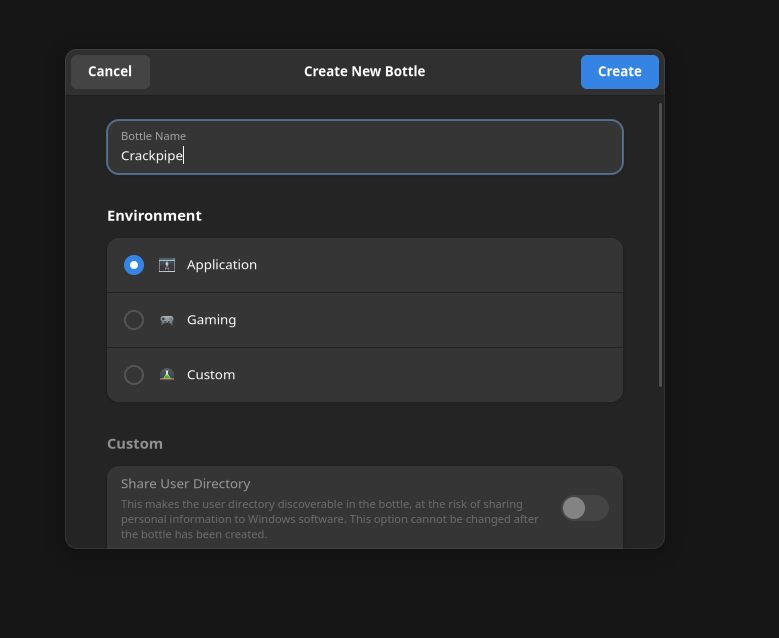 Cancel
Create New Bottle
Create
Bottle Name
Crackpipe
Environment
Application
Gaming
Custom
Custom
Share User Directory
This makes the user directory discoverable in the bottle, at the risk of sharing
personal information to Windows software. This option cannot be changed after
the bottle has been created.